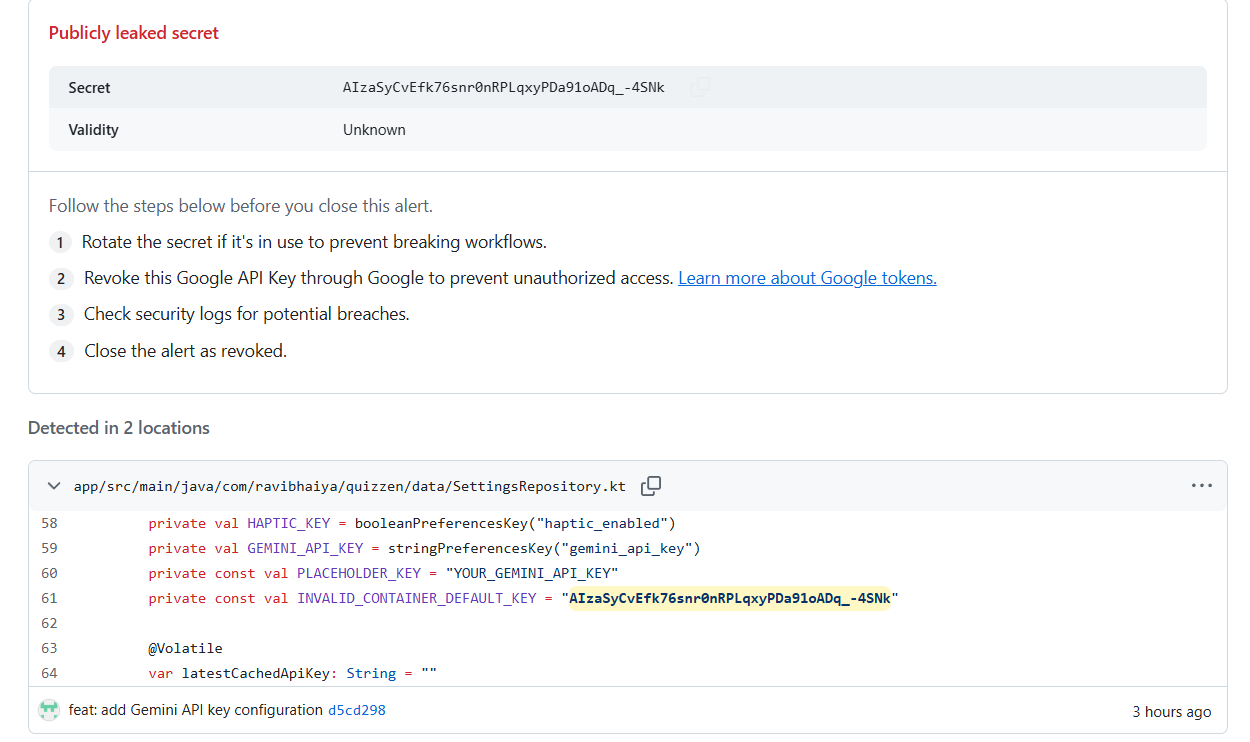 Publicly leaked secret
Secret AIzaSyCvEfk76snr0nRPLqxyPDa91oADq_-4SNk
Validity Unknown
Follow the steps below before you close this alert.
1 Rotate the secret if it's in use to prevent breaking workflows.
2 Revoke this Google API Key through Google to prevent unauthorized access. Learn more about Google tokens.
3 Check security logs for potential breaches.
4 Close the alert as revoked.
Detected in 2 locations
app/src/main/java/com/ravibhaiya/quizzen/data/SettingsRepository.kt
58 private val HAPTIC_KEY = booleanPreferencesKey("haptic_enabled")
59 private val GEMINI_API_KEY = stringPreferencesKey("gemini_api_key")
60 private const val PLACEHOLDER_KEY = "YOUR_GEMINI_API_KEY"
61 private const val INVALID_CONTAINER_DEFAULT_KEY = "AIzaSyCvEfk76snr0nRPLqxyPDa91oADq_-4SNk"
62
63 @Volatile
64 var latestCachedApiKey: String = ""
feat: add Gemini API key configuration d5cd298
3 hours ago